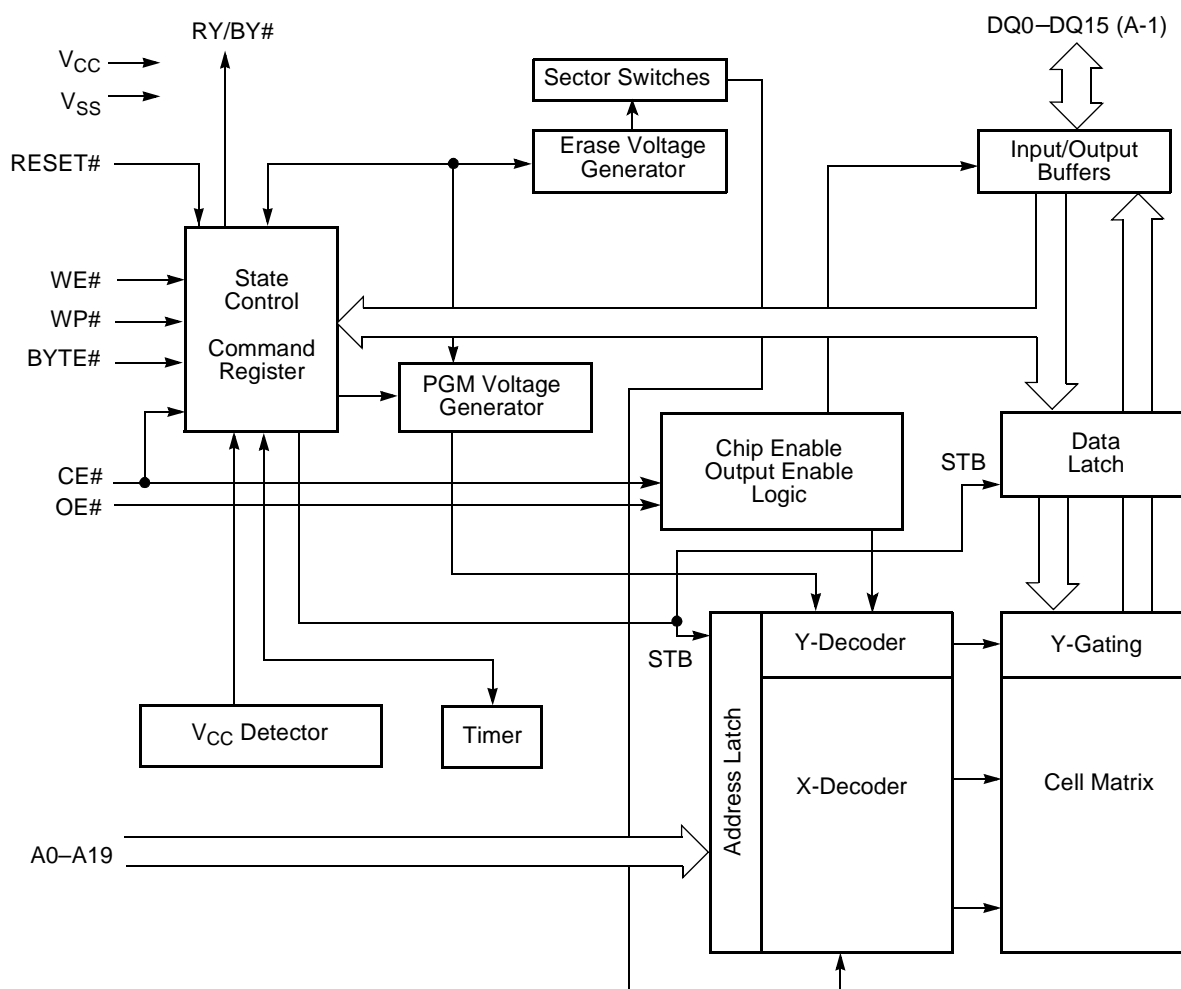 RY/BY#
DQ0–DQ15 (A-1)
VCC
VSS
Sector Switches
RESET#
Erase Voltage
Generator
Input/Output
Buffers
WE#
WP#
BYTE#
State
Control
Command
Register
PGM Voltage
Generator
CE#
OE#
Chip Enable
Output Enable
Logic
STB
Data
Latch
STB
Y-Decoder
Y-Gating
VCC Detector
Timer
Address Latch
X-Decoder
Cell Matrix
A0–A19